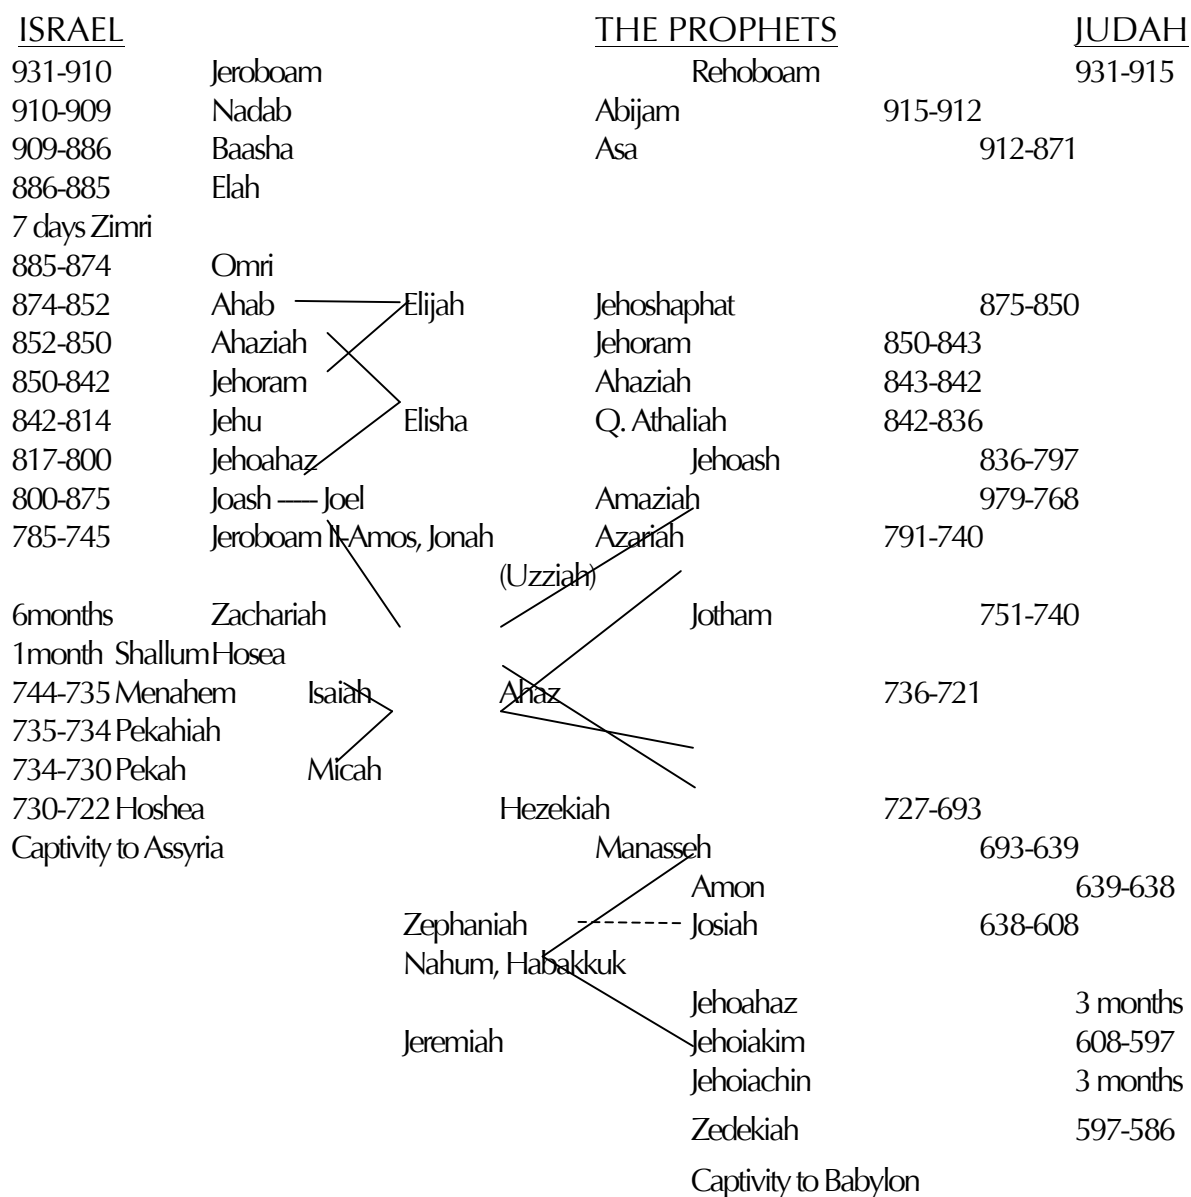 ISRAEL THE PROPHETS JUDAH
931-910 Jeroboam Rehoboam 931-915
910-909 Nadab Abijam 915-912
909-886 Baasha Asa 912-871
886-885 Elah
7 days Zimri
885-874 Omri
874-852 Ahab Elijah Jehoshaphat 875-850
852-850 Ahaziah Jehoram 850-843
850-842 Jehoram Ahaziah 843-842
842-814 Jehu Elisha Q. Athaliah 842-836
817-800 Jehoahaz Jehoash 836-797
800-875 Joash ----- Joel Amaziah 979-768
785-745 Jeroboam II-Amos, Jonah Azariah 791-740
(Uzziah)
6months Zachariah Jotham 751-740
1month Shallum Hosea
744-735 Menahem Isaiah Ahaz 736-721
735-734 Pekahiah
734-730 Pekah Micah
730-722 Hoshea Hezekiah 727-693
Captivity to Assyria Manasseh 693-639
Amon 639-638
Zephaniah Josiah 638-608
Nahum, Habakkuk
Jehoahaz 3 months
Jeremiah Jehoiakim 608-597
Jehoiachin 3 months
Zedekiah 597-586
Captivity to Babylon